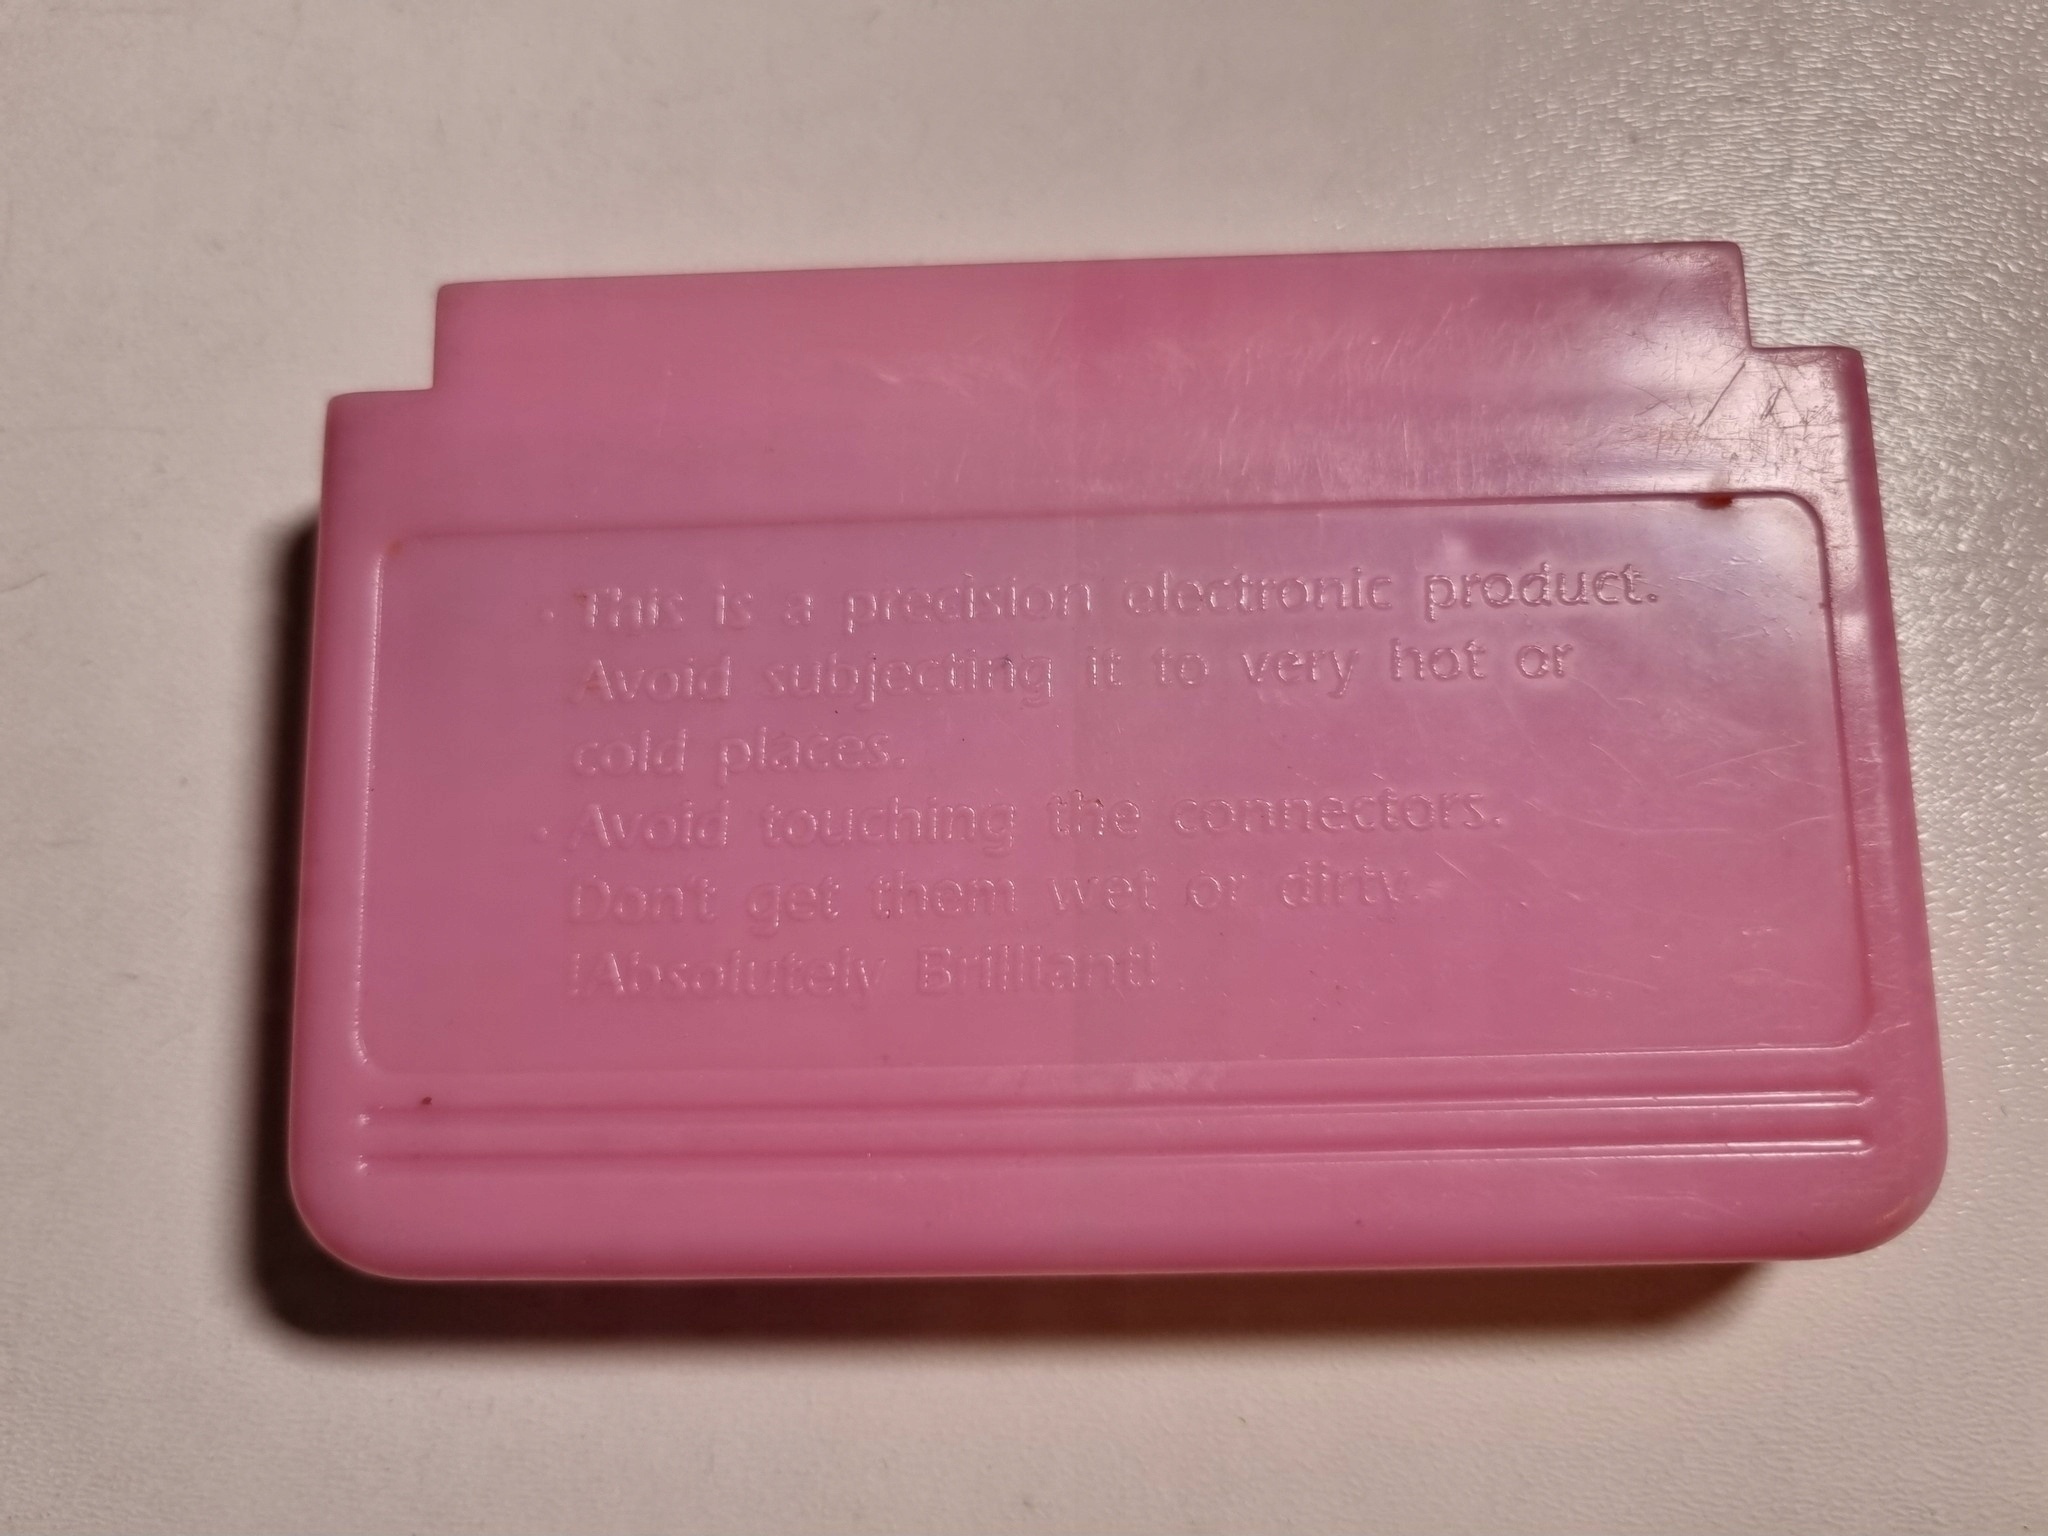 · This is a precision electronic product.
Avoid subjecting it to very hot or
cold places.
· Avoid touching the connectors.
Don't get them wet or dirty.
!Absolutely Brilliant!